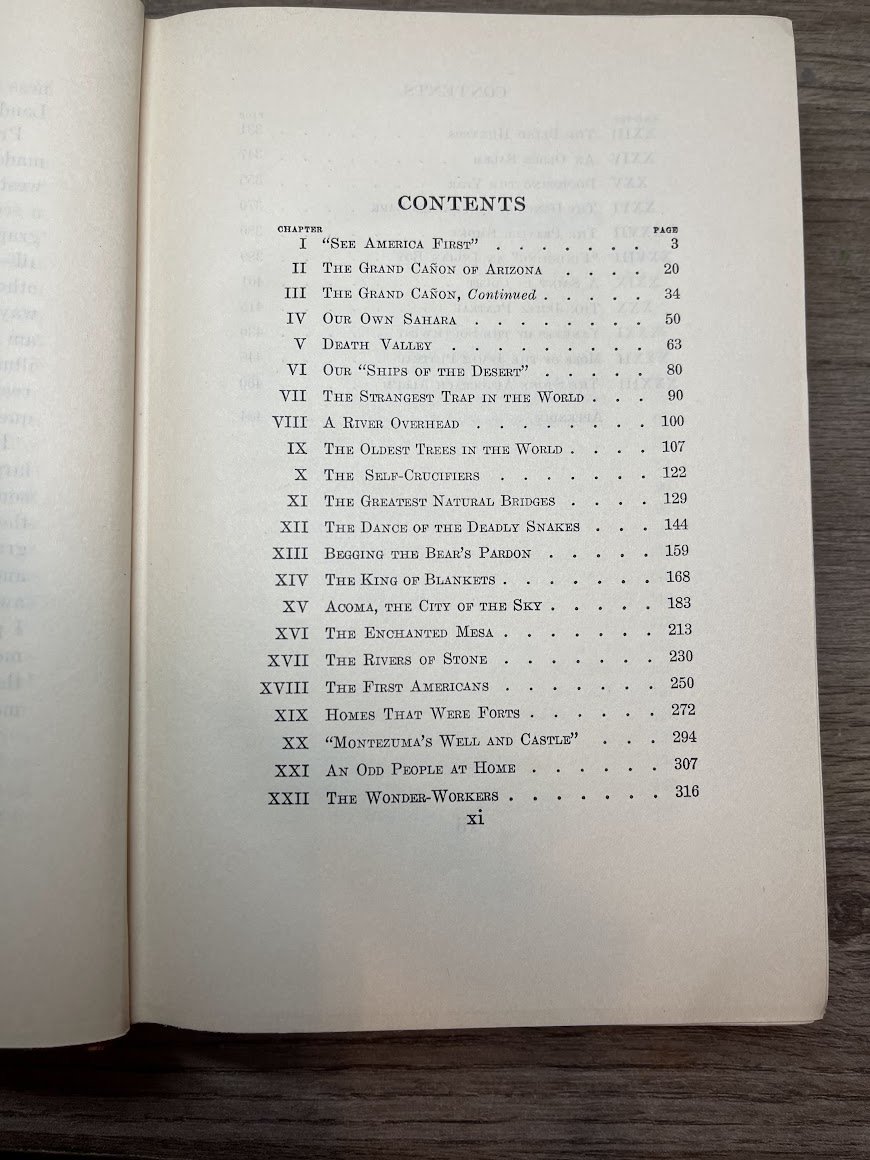 CONTENTS
CHAPTER PAGE
I "See America First" . . . . . . . 3
II The Grand Cañon of Arizona . . . . 20
III The Grand Cañon, Continued . . . . . 34
IV Our Own Sahara . . . . . . . 50
V Death Valley . . . . . . . . . 63
VI Our "Ships of the Desert" . . . . . 80
VII The Strangest Trap in the World . . . 90
VIII A River Overhead . . . . . . . . 100
IX The Oldest Trees in the World . . . . 107
X The Self-Crucifiers . . . . . . . 122
XI The Greatest Natural Bridges . . . . 129
XII The Dance of the Deadly Snakes . . . 144
XIII Begging the Bear's Pardon . . . . . 159
XIV The King of Blankets . . . . . . . 168
XV Acoma, the City of the Sky . . . . . 183
XVI The Enchanted Mesa . . . . . . . 213
XVII The Rivers of Stone . . . . . . . 230
XVIII The First Americans . . . . . . . 250
XIX Homes That Were Forts . . . . . . 272
XX "Montezuma's Well and Castle" . . . 294
XXI An Odd People at Home . . . . . . 307
XXII The Wonder-Workers . . . . . . . 316
xi